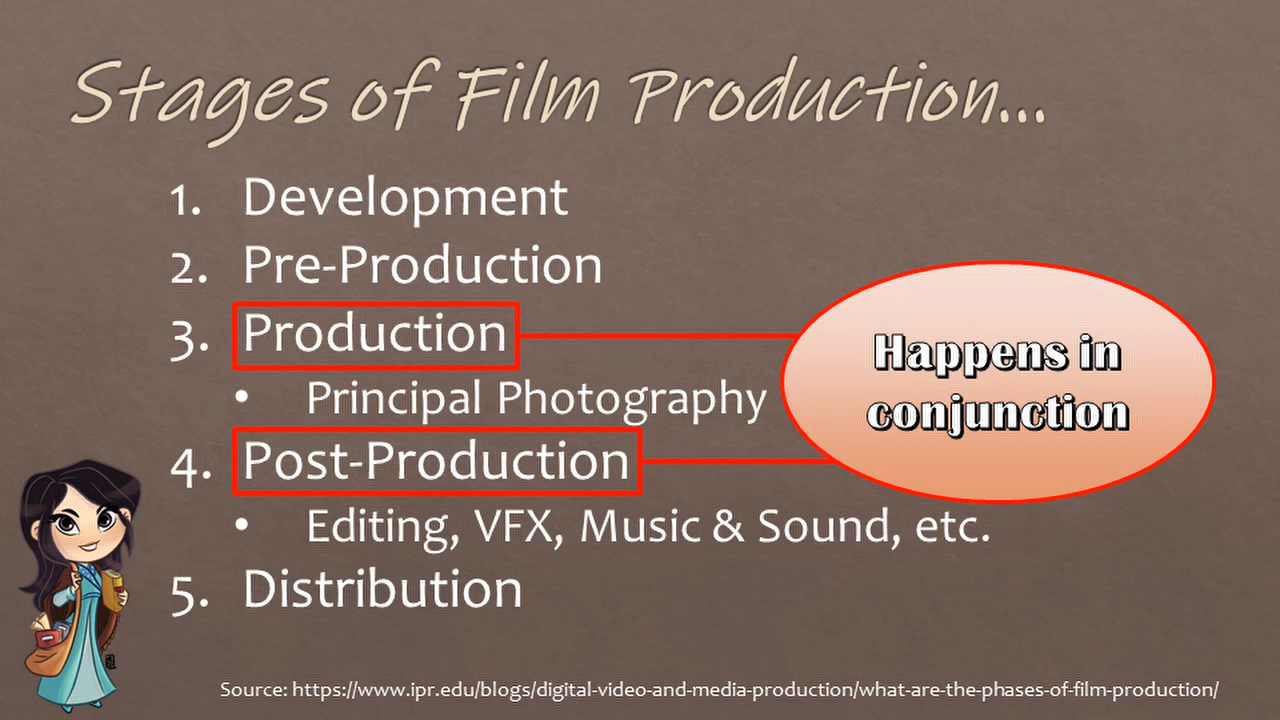 Stages of Film Production...
1. Development
2. Pre-Production
3. Production
• Principal Photography
Happens in
conjunction
4. Post-Production
• Editing, VFX, Music & Sound, etc.
5. Distribution
Source: https://www.ipr.edu/blogs/digital-video-and-media-production/what-are-the-phases-of-film-production/